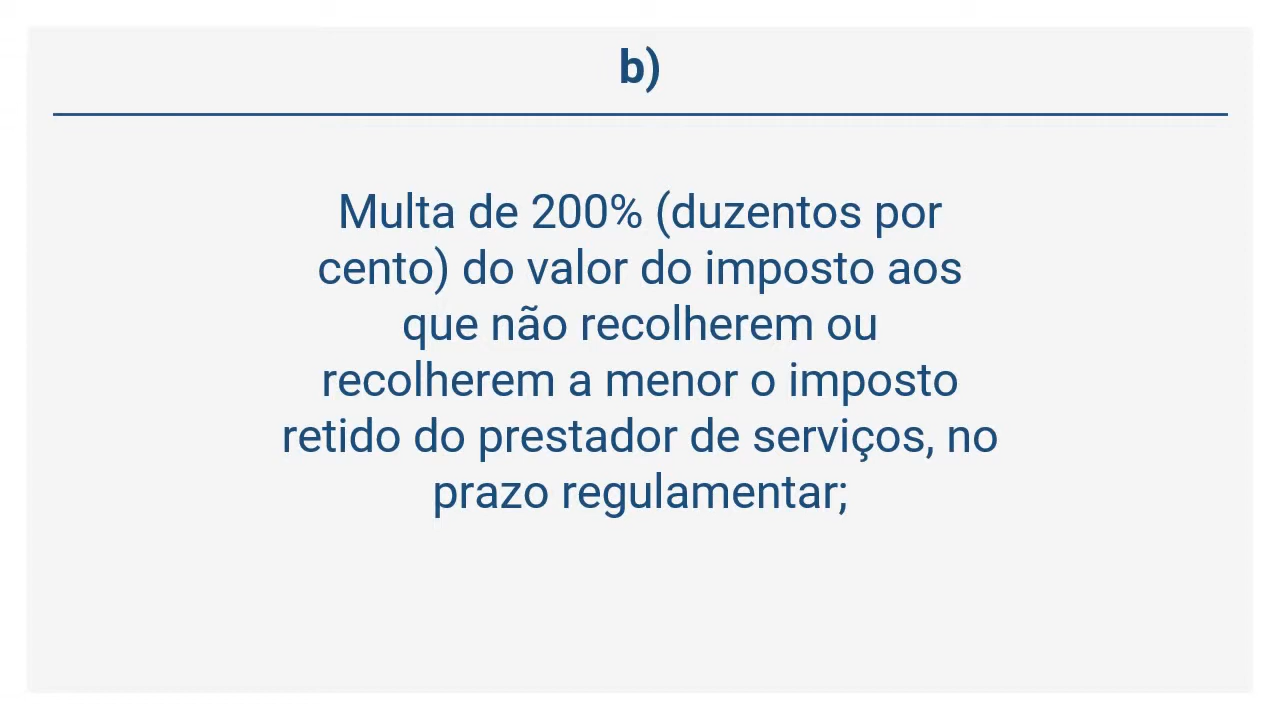 b)
Multa de 200% (duzentos por
cento) do valor do imposto aos
que não recolherem ou
recolherem a menor o imposto
retido do prestador de serviços, no
prazo regulamentar;